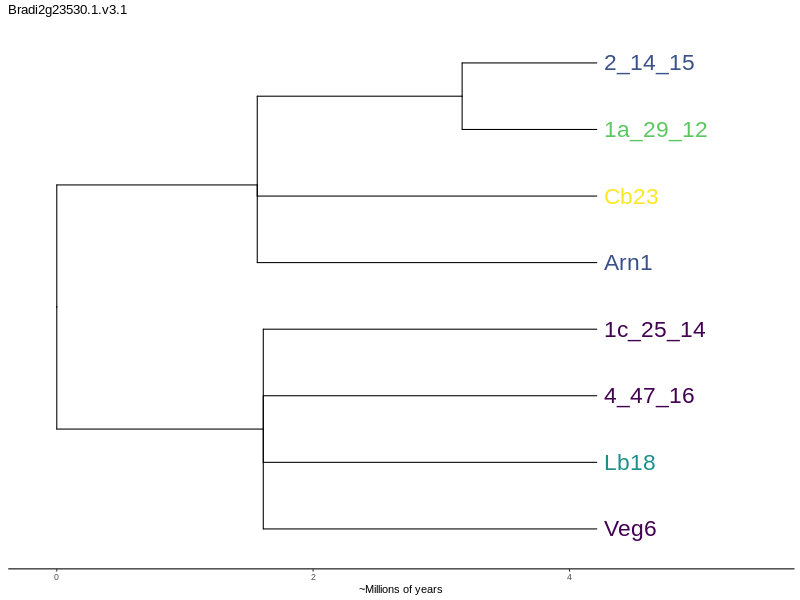 Bradi2g23530.1.v3.1
2_14_15
1a_29_12
Cb23
Arn1
1c_25_14
4_47_16
Lb18
Veg6
0 2 4
~Millions of years